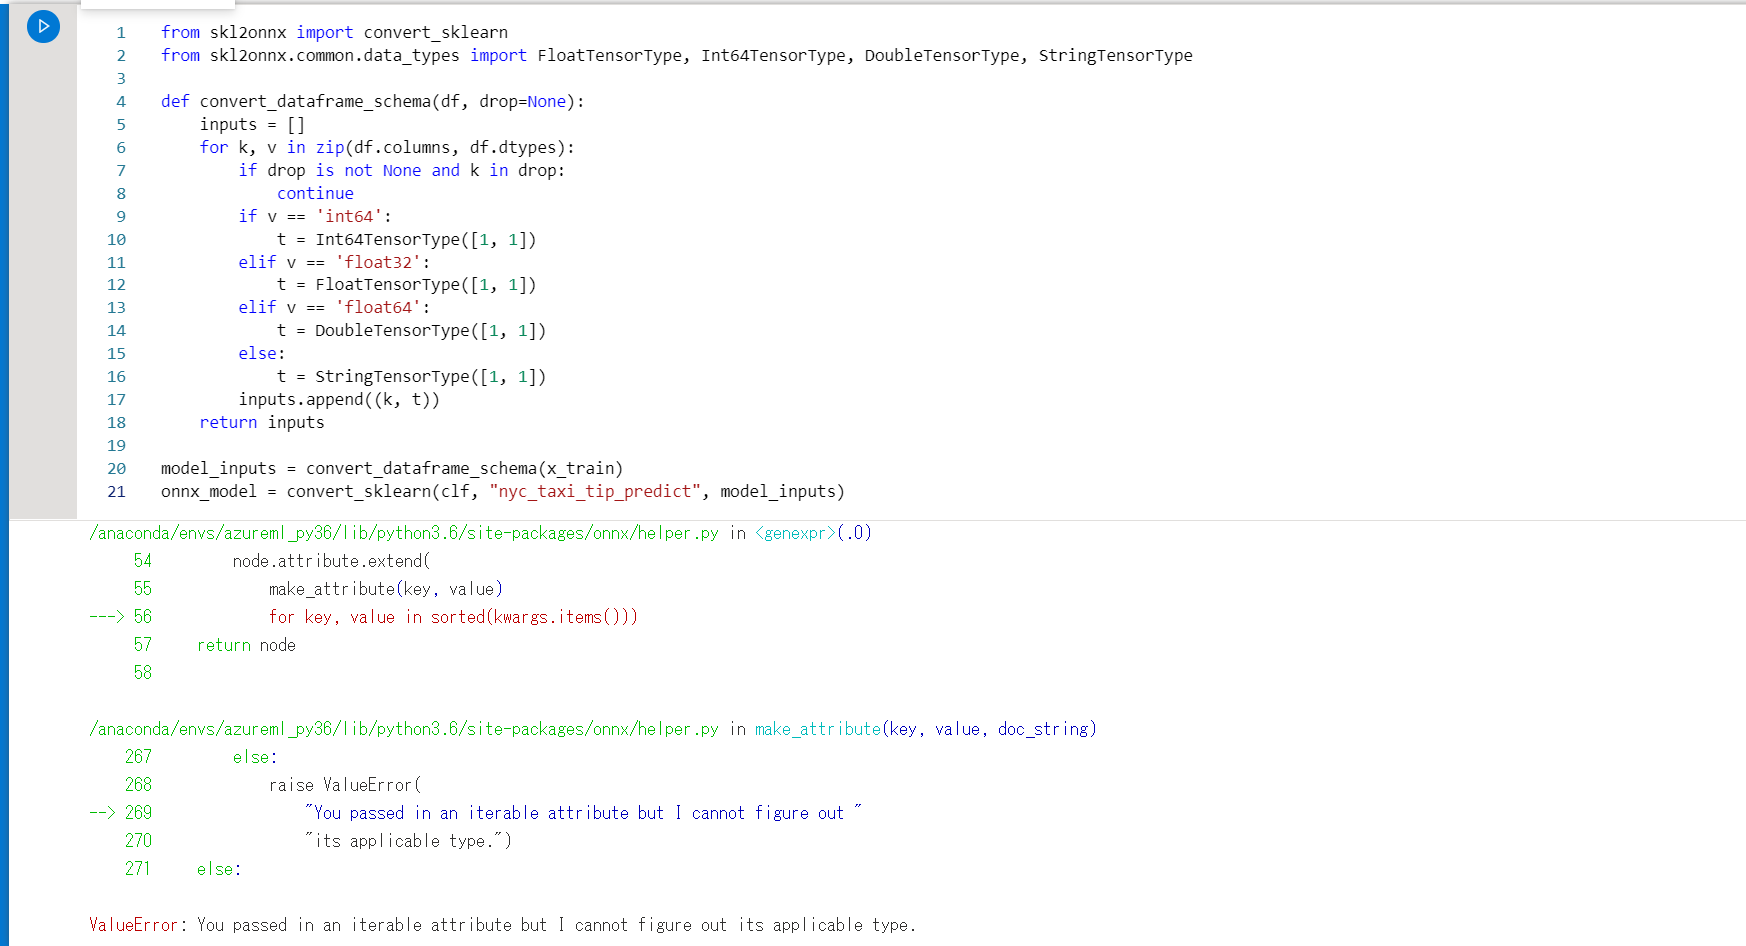 1 from skl2onnx import convert_sklearn
2 from skl2onnx.common.data_types import FloatTensorType, Int64TensorType, DoubleTensorType, StringTensorType
3
4 def convert_dataframe_schema(df, drop=None):
5     inputs = []
6     for k, v in zip(df.columns, df.dtypes):
7         if drop is not None and k in drop:
8             continue
9         if v == 'int64':
10             t = Int64TensorType([1, 1])
11         elif v == 'float32':
12             t = FloatTensorType([1, 1])
13         elif v == 'float64':
14             t = DoubleTensorType([1, 1])
15         else:
16             t = StringTensorType([1, 1])
17         inputs.append((k, t))
18     return inputs
19
20 model_inputs = convert_dataframe_schema(x_train)
21 onnx_model = convert_sklearn(clf, "nyc_taxi_tip_predict", model_inputs)
/anaconda/envs/azureml_py36/lib/python3.6/site-packages/onnx/helper.py in <genexpr>(.0)
54         node.attribute.extend(
55             make_attribute(key, value)
---> 56             for key, value in sorted(kwargs.items()))
57     return node
58
/anaconda/envs/azureml_py36/lib/python3.6/site-packages/onnx/helper.py in make_attribute(key, value, doc_string)
267         else:
268             raise ValueError(
--> 269                 "You passed in an iterable attribute but I cannot figure out "
270                 "its applicable type.")
271     else:
ValueError: You passed in an iterable attribute but I cannot figure out its applicable type.